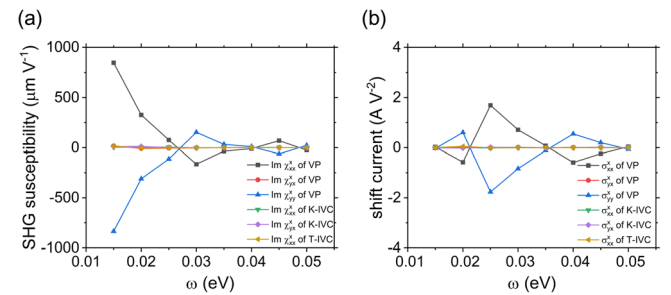 (a)
SHG susceptibility (μm V⁻¹)
1000
500
0
-500
-1000
0.01 0.02 0.03 0.04 0.05
ω (eV)
Im χˣₓₓ of VP
Im χˣᵧₓ of VP
Im χˣᵧᵧ of VP
Im χˣₓₓ of K-IVC
Im χˣᵧₓ of K-IVC
Im χˣₓₓ of T-IVC
(b)
shift current (A V⁻²)
4
2
0
-2
-4
0.01 0.02 0.03 0.04 0.05
ω (eV)
σˣₓₓ of VP
σˣᵧₓ of VP
σˣᵧᵧ of VP
σˣₓₓ of K-IVC
σˣᵧₓ of K-IVC
σˣₓₓ of T-IVC